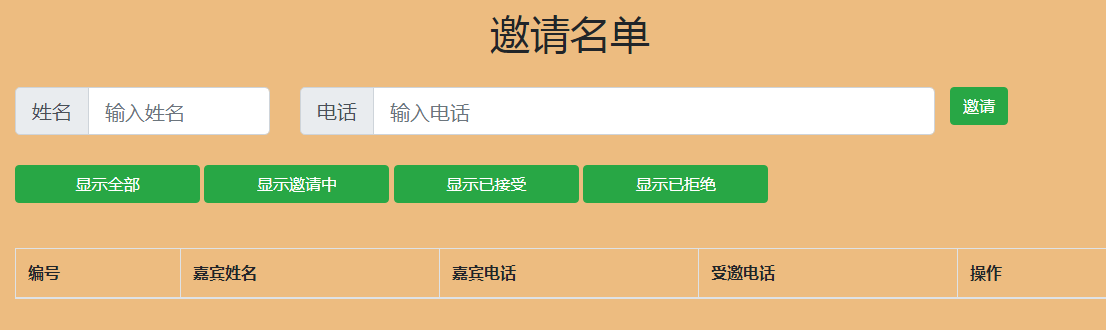 邀请名单
姓名 输入姓名 电话 输入电话 邀请
显示全部 显示邀请中 显示已接受 显示已拒绝
编号 嘉宾姓名 嘉宾电话 受邀电话 操作